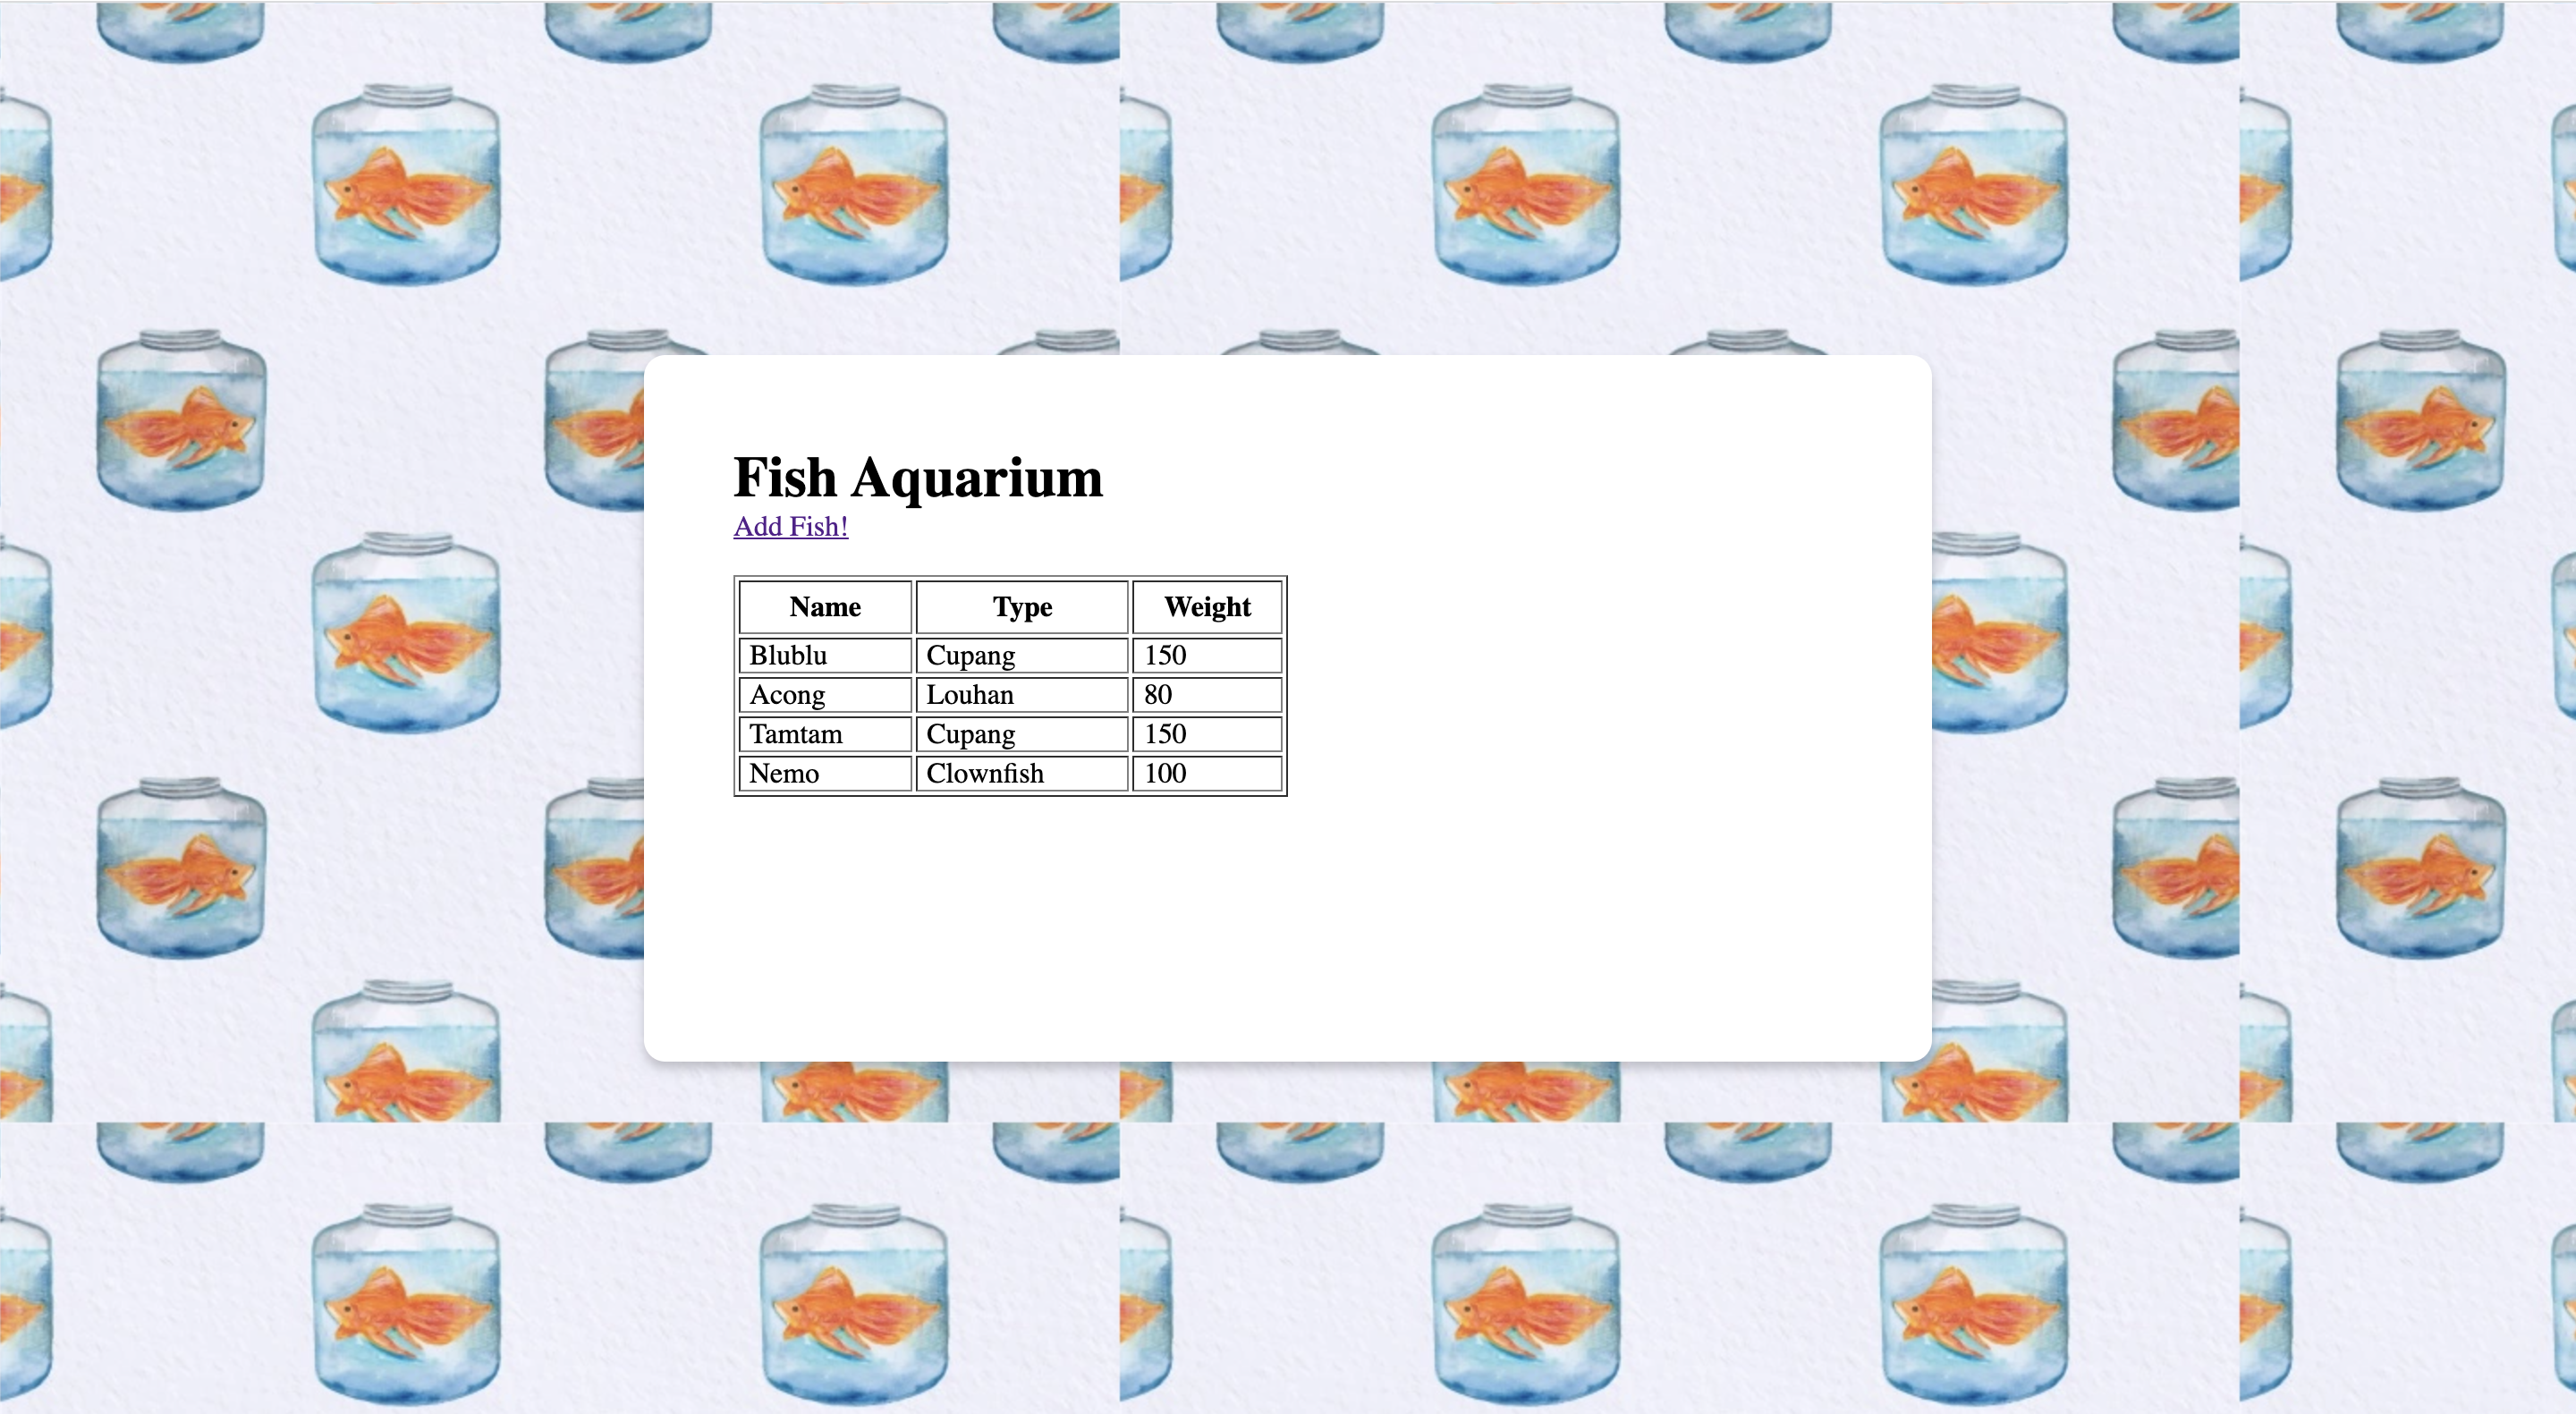 Fish Aquarium
Add Fish!
Name Type Weight
Blublu Cupang 150
Acong Louhan 80
Tamtam Cupang 150
Nemo Clownfish 100